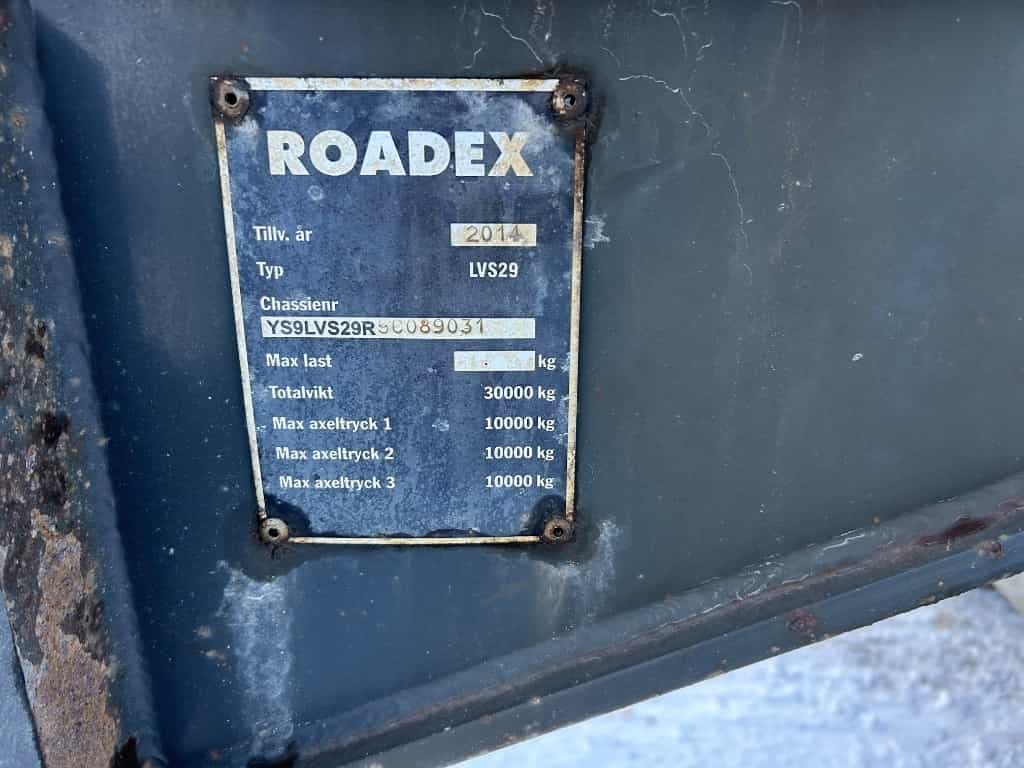 ROADEX
Tillv. år 2014
Typ LVS29
Chassienr
YS9LVS29RSC089031
Max last kg
Totalvikt 30000 kg
Max axeltryck 1 10000 kg
Max axeltryck 2 10000 kg
Max axeltryck 3 10000 kg